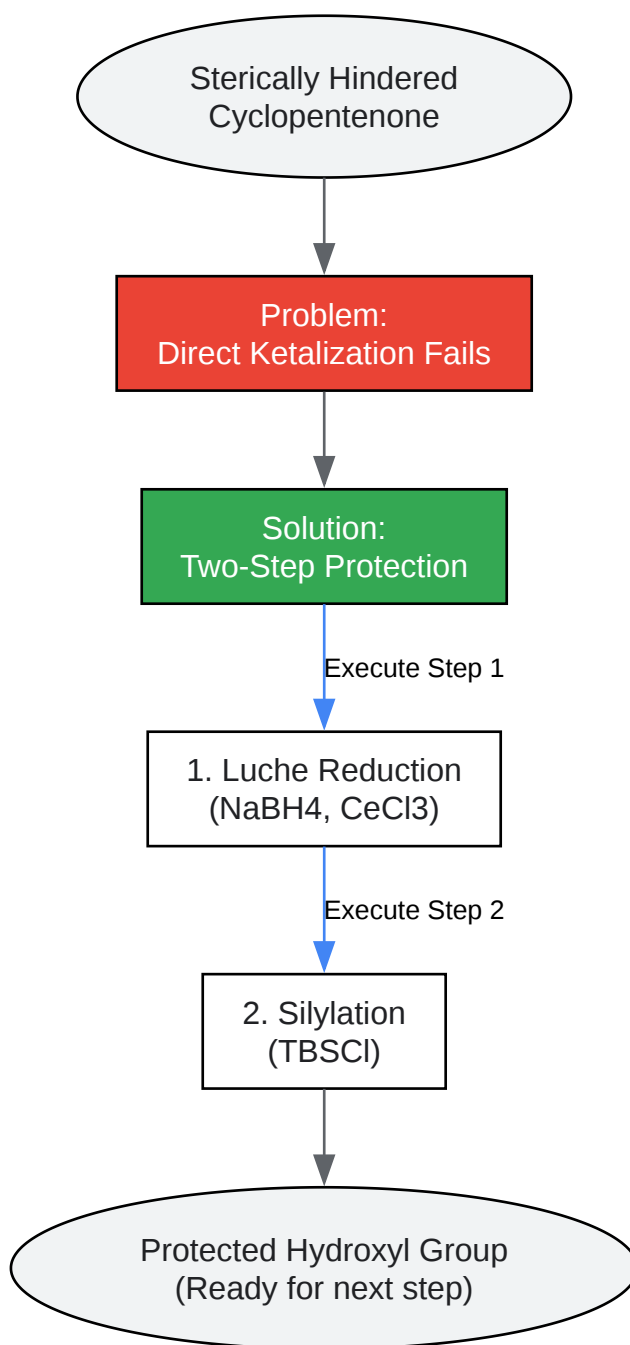 Sterically Hindered
Cyclopentenone
Problem:
Direct Ketalization Fails
Solution:
Two-Step Protection
Execute Step 1
1. Luche Reduction
(NaBH4, CeCl3)
Execute Step 2
2. Silylation
(TBSCl)
Protected Hydroxyl Group
(Ready for next step)